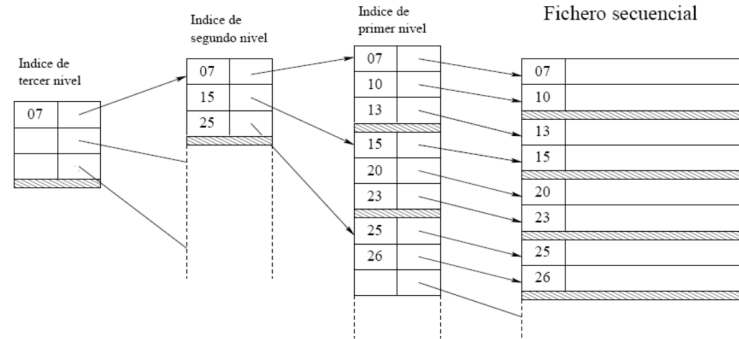 Indice de
tercer nivel
07
Indice de
segundo nivel
07
15
25
Indice de
primer nivel
07
10
13
15
20
23
25
26
Fichero secuencial
07
10
13
15
20
23
25
26